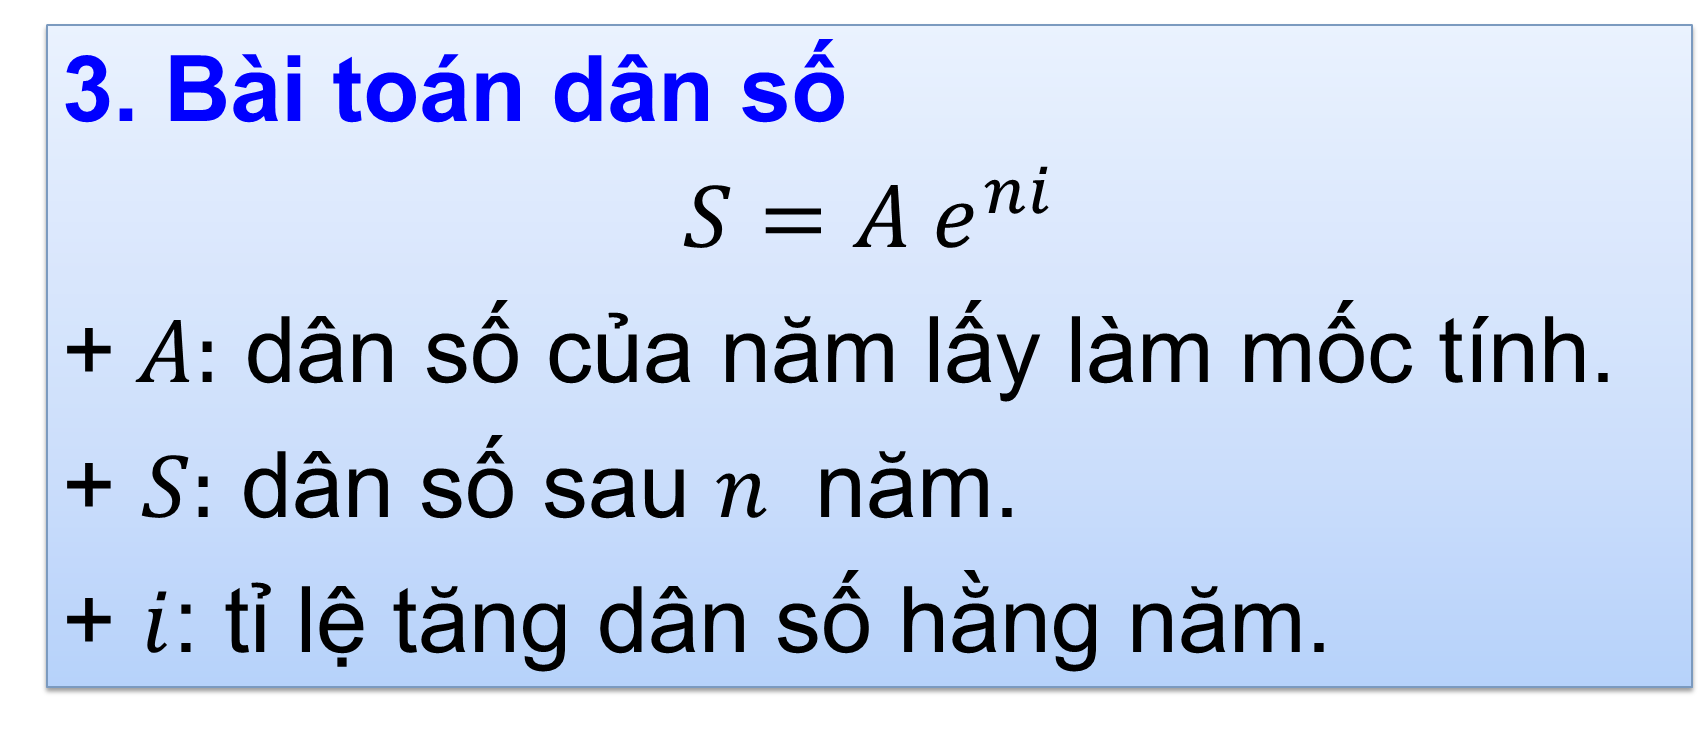 3. Bài toán dân số
S = A e^{ni}
+ A: dân số của năm lấy làm mốc tính.
+ S: dân số sau n năm.
+ i: tỉ lệ tăng dân số hằng năm.